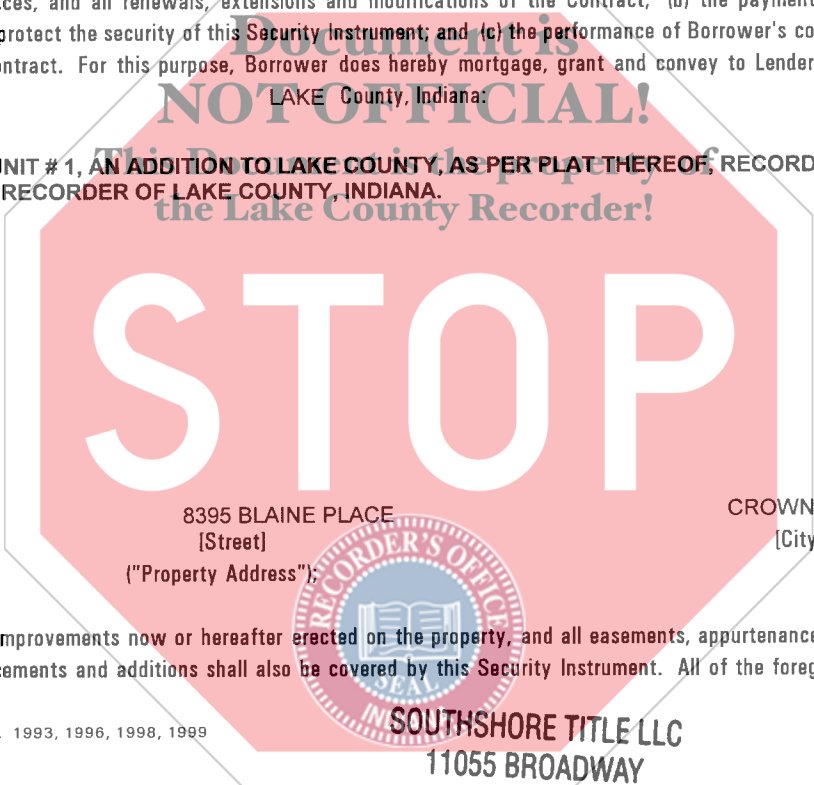 ces, and all renewals, extensions and modifications of the Contract; (b) the payment
protect the security of this Security Instrument; and (c) the performance of Borrower's co
ontract. For this purpose, Borrower does hereby mortgage, grant and convey to Lender
LAKE County, Indiana:
Document is
NOT OFFICIAL!
This Document is the property of
the Lake County Recorder!
UNIT # 1, AN ADDITION TO LAKE COUNTY, AS PER PLAT THEREOF, RECORD
RECORDER OF LAKE COUNTY, INDIANA.
STOP
8395 BLAINE PLACE CROWN
[Street] [City
("Property Address");
RECORDER'S OFFICE
SEAL
INDIANA
mprovements now or hereafter erected on the property, and all easements, appurtenance
cements and additions shall also be covered by this Security Instrument. All of the foreg
. 1993, 1996, 1998, 1999
SOUTHSHORE TITLE LLC
11055 BROADWAY